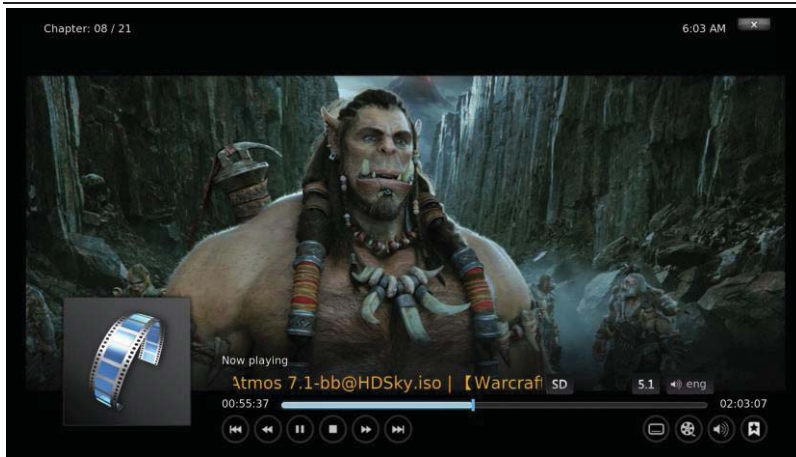 Chapter: 08 / 21
6:03 AM
Now playing
Atmos 7.1-bb@HDSky.iso | 【Warcraf SD 5.1 eng
00:55:37 02:03:07